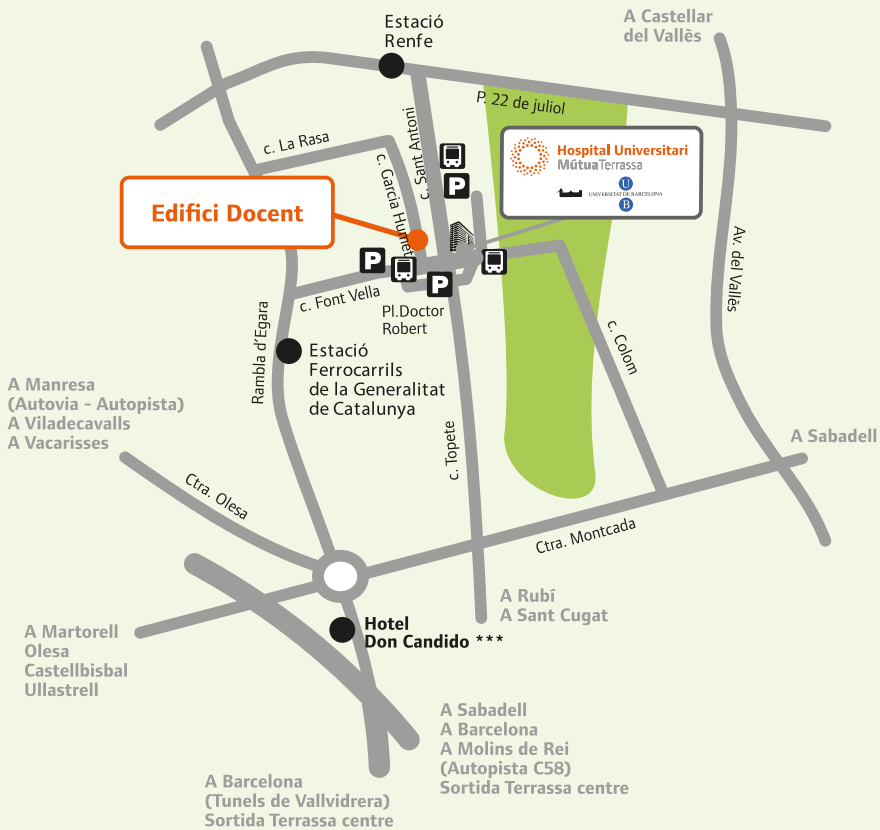 Estació
Renfe
A Castellar
del Vallès
P. 22 de juliol
c. La Rasa
c. Sant Antoni
c. Garcia Humet
P
Hospital Universitari
MútuaTerrassa
U
UNIVERSITAT DE BARCELONA
B
Edifici Docent
P
P
c. Font Vella
Pl.Doctor
Robert
Av. del Vallès
Rambla d'Egara
Estació
Ferrocarrils
de la Generalitat
de Catalunya
c. Colom
A Manresa
(Autovia - Autopista)
A Viladecavalls
A Vacarisses
A Sabadell
c. Topete
Ctra. Olesa
Ctra. Montcada
A Rubí
A Sant Cugat
Hotel
Don Candido ***
A Martorell
Olesa
Castellbisbal
Ullastrell
A Sabadell
A Barcelona
A Molins de Rei
(Autopista C58)
Sortida Terrassa centre
A Barcelona
(Tunels de Vallvidrera)
Sortida Terrassa centre